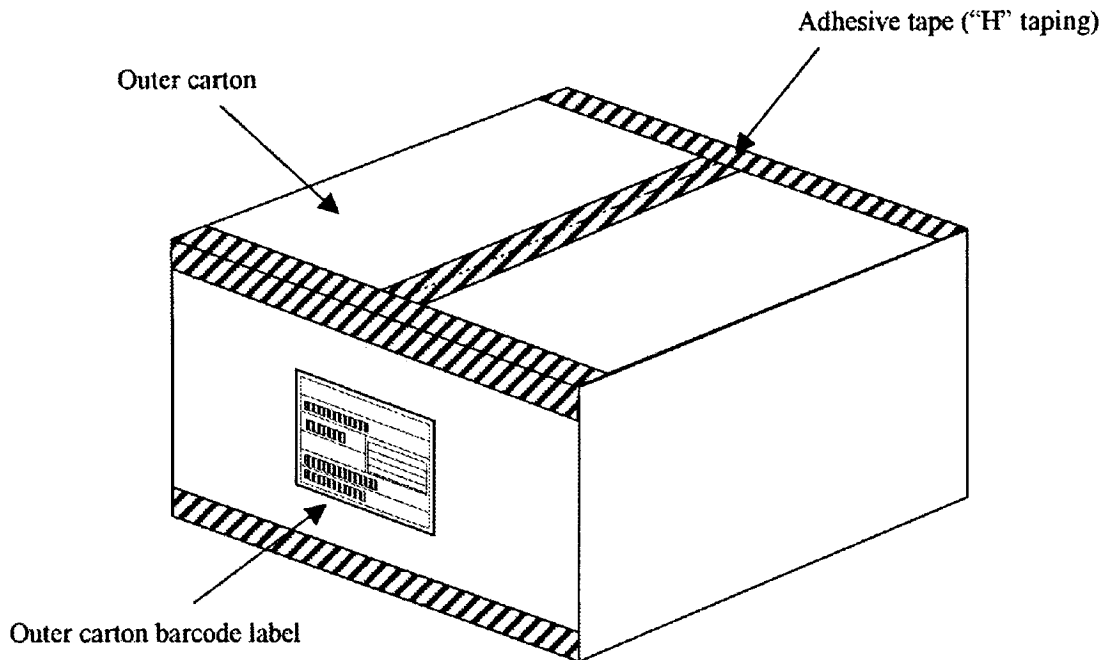 Adhesive tape (“H” taping)
Outer carton
Outer carton barcode label